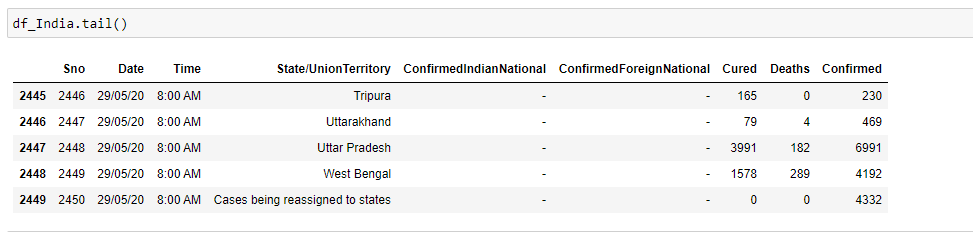 df_India.tail()
Sno Date Time State/UnionTerritory ConfirmedIndianNational ConfirmedForeignNational Cured Deaths Confirmed
2445 2446 29/05/20 8:00 AM Tripura - - 165 0 230
2446 2447 29/05/20 8:00 AM Uttarakhand - - 79 4 469
2447 2448 29/05/20 8:00 AM Uttar Pradesh - - 3991 182 6991
2448 2449 29/05/20 8:00 AM West Bengal - - 1578 289 4192
2449 2450 29/05/20 8:00 AM Cases being reassigned to states - - 0 0 4332